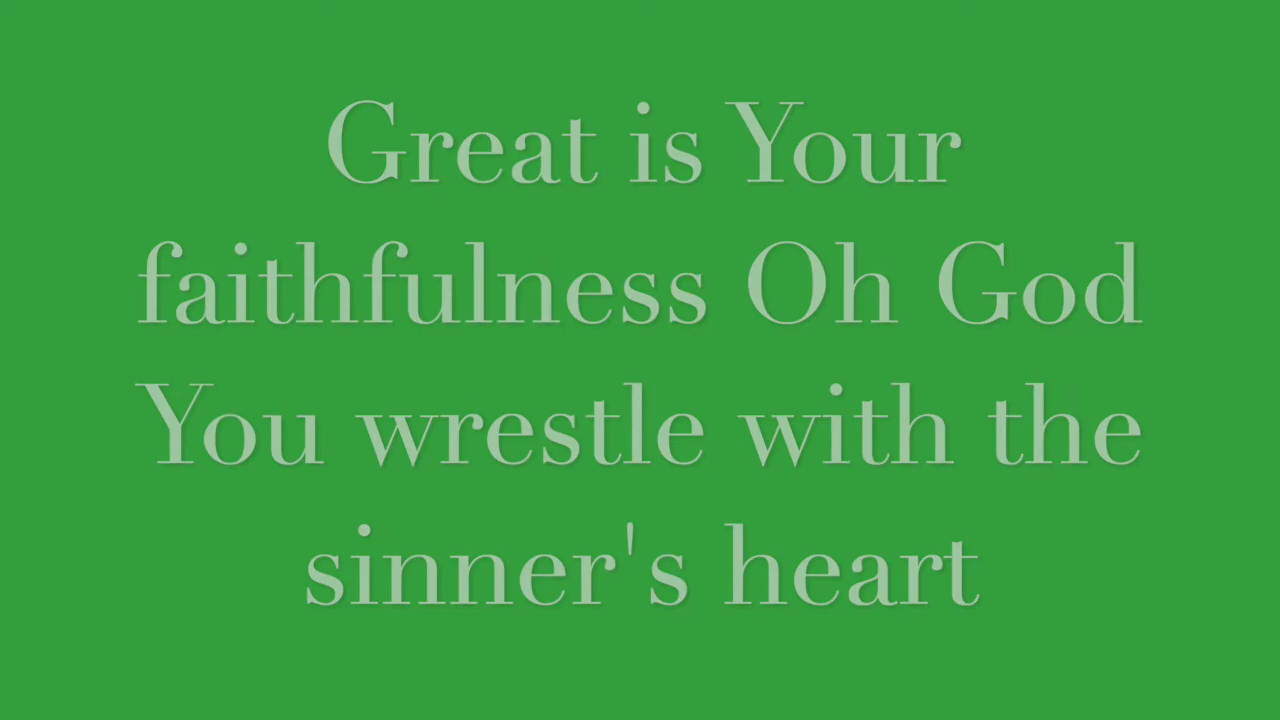 Great is Your
faithfulness Oh God
You wrestle with the
sinner's heart